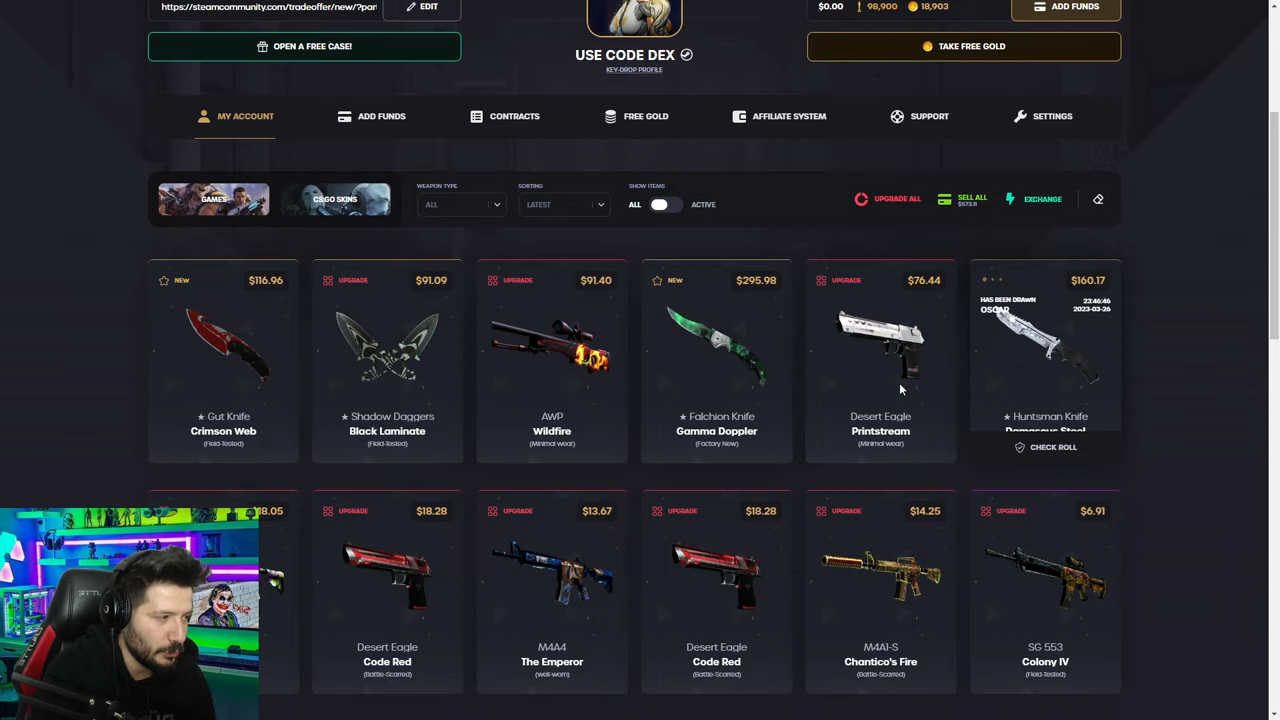 https://steamcommunity.com/tradeoffer/new/?par
EDIT
$0.00 98,900 18,903
ADD FUNDS
OPEN A FREE CASE!
USE CODE DEX
KEY-DROP PROFILE
TAKE FREE GOLD
MY ACCOUNT
ADD FUNDS
CONTRACTS
FREE GOLD
AFFILIATE SYSTEM
SUPPORT
SETTINGS
GAMES
CS:GO SKINS
WEAPON TYPE
ALL
SORTING
LATEST
SHOW ITEMS
ALL ACTIVE
UPGRADE ALL
SELL ALL
$573.11
EXCHANGE
NEW $116.96
★ Gut Knife
Crimson Web
(Field-Tested)
UPGRADE $91.09
★ Shadow Daggers
Black Laminate
(Field-Tested)
UPGRADE $91.40
AWP
Wildfire
(Minimal wear)
NEW $295.98
★ Falchion Knife
Gamma Doppler
(Factory New)
UPGRADE $76.44
Desert Eagle
Printstream
(Minimal wear)
$160.17
HAS BEEN DRAWN
OSCAR
23:46:46
2023-03-26
★ Huntsman Knife
Damascus Steel
CHECK ROLL
UPGRADE $18.28
Desert Eagle
Code Red
(Battle-Scarred)
UPGRADE $13.67
M4A4
The Emperor
(well-worn)
UPGRADE $18.28
Desert Eagle
Code Red
(Battle-Scarred)
UPGRADE $14.25
M4A1-S
Chantico's Fire
(Battle-Scarred)
UPGRADE $6.91
SG 553
Colony IV
(Field-Tested)